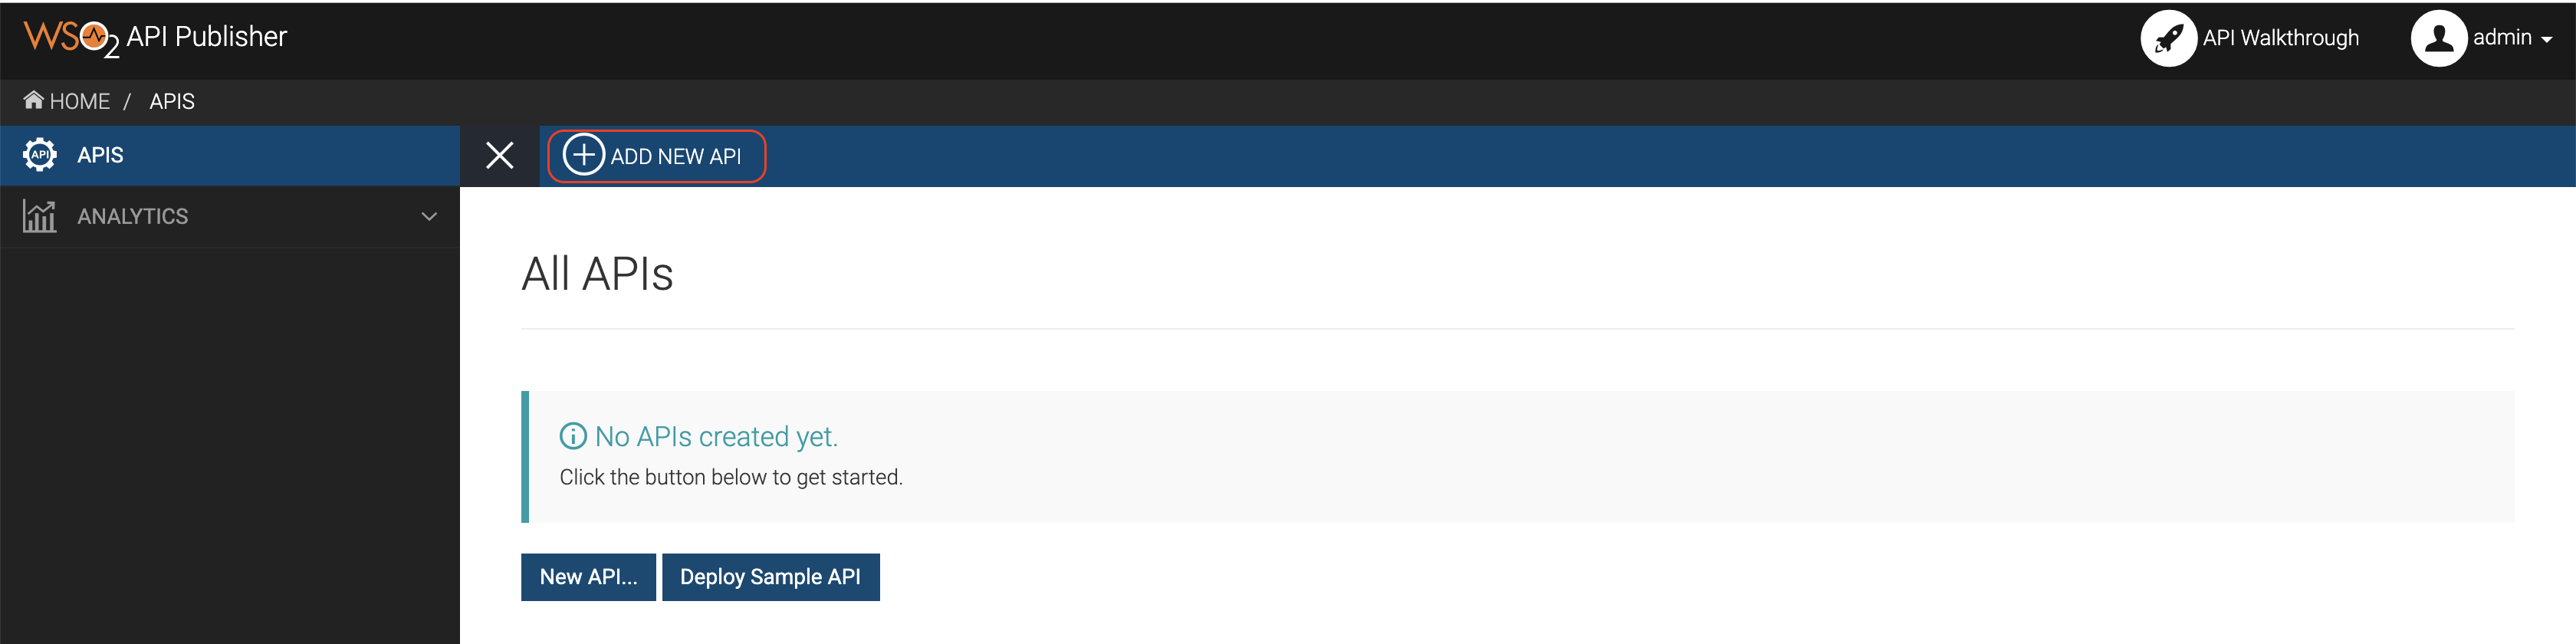 WSO2 API Publisher
API Walkthrough
admin
HOME / APIS
API APIS
ADD NEW API
ANALYTICS
All APIs
No APIs created yet.
Click the button below to get started.
New API...
Deploy Sample API